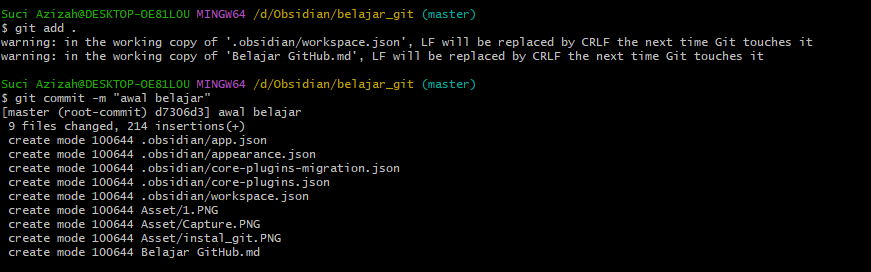 Suci Azizah@DESKTOP-OE81LOU MINGW64 /d/Obsidian/belajar_git (master)
$ git add .
warning: in the working copy of '.obsidian/workspace.json', LF will be replaced by CRLF the next time Git touches it
warning: in the working copy of 'Belajar GitHub.md', LF will be replaced by CRLF the next time Git touches it
Suci Azizah@DESKTOP-OE81LOU MINGW64 /d/Obsidian/belajar_git (master)
$ git commit -m "awal belajar"
[master (root-commit) d7306d3] awal belajar
9 files changed, 214 insertions(+)
create mode 100644 .obsidian/app.json
create mode 100644 .obsidian/appearance.json
create mode 100644 .obsidian/core-plugins-migration.json
create mode 100644 .obsidian/core-plugins.json
create mode 100644 .obsidian/workspace.json
create mode 100644 Asset/1.PNG
create mode 100644 Asset/Capture.PNG
create mode 100644 Asset/instal_git.PNG
create mode 100644 Belajar GitHub.md